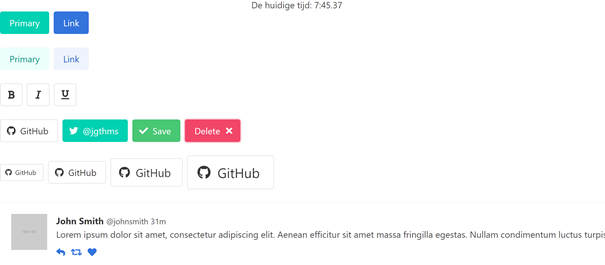 De huidige tijd: 7:45.37
Primary Link
Primary Link
B I U
GitHub @jgthms Save Delete
GitHub GitHub GitHub GitHub
John Smith @johnsmith 31m
Lorem ipsum dolor sit amet, consectetur adipiscing elit. Aenean efficitur sit amet massa fringilla egestas. Nullam condimentum luctus turpis